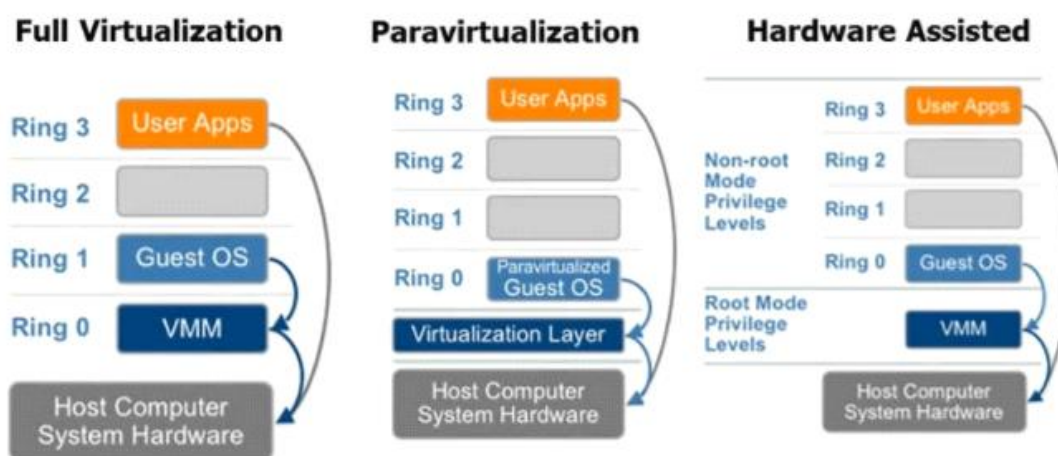 Full Virtualization
Ring 3
User Apps
Ring 2
Ring 1
Guest OS
Ring 0
VMM
Host Computer
System Hardware
Paravirtualization
Ring 3
User Apps
Ring 2
Ring 1
Ring 0
Paravirtualized
Guest OS
Virtualization Layer
Host Computer
System Hardware
Hardware Assisted
Non-root
Mode
Privilege
Levels
Ring 3
User Apps
Ring 2
Ring 1
Ring 0
Guest OS
Root Mode
Privilege
Levels
VMM
Host Computer
System Hardware